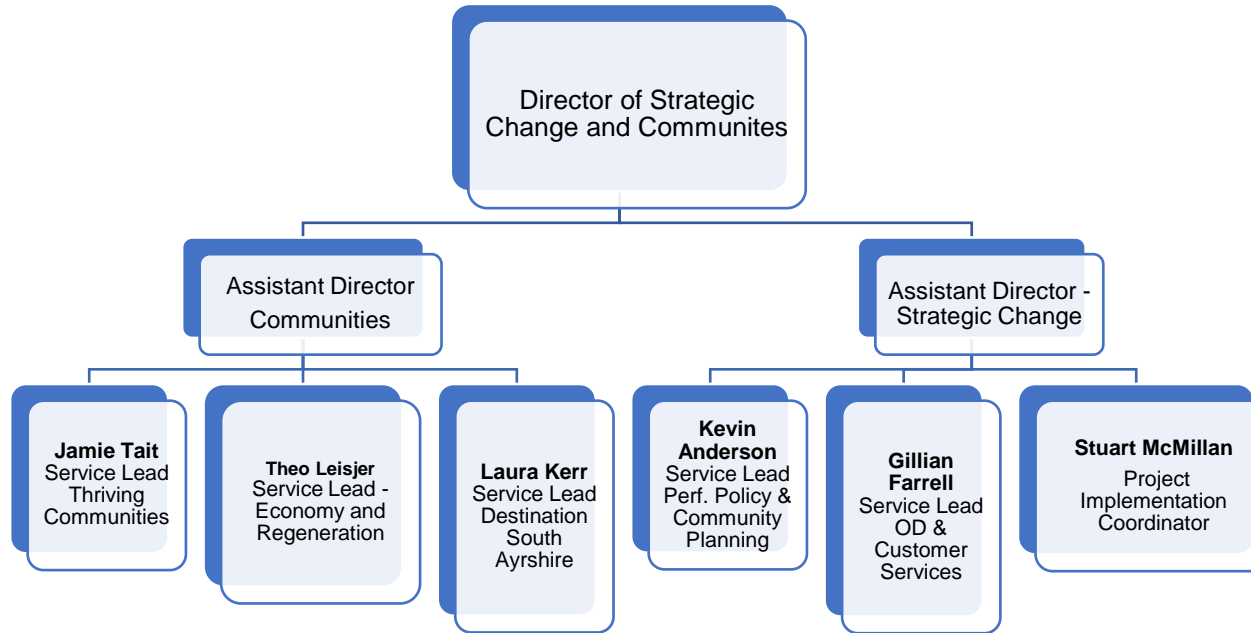 Director of Strategic
Change and Communites
Assistant Director
Communities
Assistant Director -
Strategic Change
Jamie Tait
Service Lead
Thriving
Communities
Theo Leisjer
Service Lead -
Economy and
Regeneration
Laura Kerr
Service Lead
Destination
South
Ayrshire
Kevin
Anderson
Service Lead
Perf. Policy &
Community
Planning
Gillian
Farrell
Service Lead
OD &
Customer
Services
Stuart McMillan
Project
Implementation
Coordinator